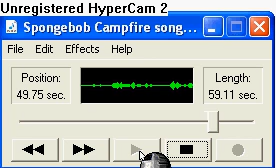 Unregistered HyperCam 2
Spongebob Campfire song...
File Edit Effects Help
Position:
49.75 sec.
Length:
59.11 sec.